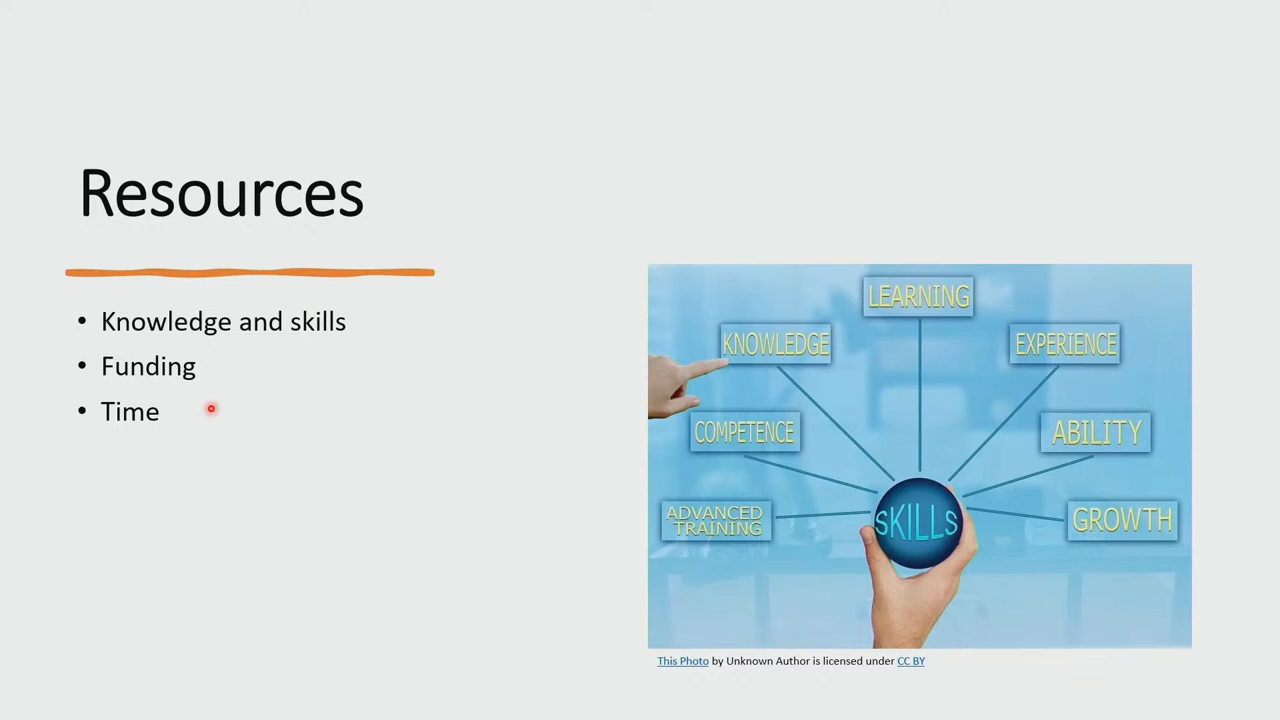 Resources
• Knowledge and skills
• Funding
• Time
LEARNING
KNOWLEDGE
EXPERIENCE
COMPETENCE
ABILITY
ADVANCED
TRAINING
SKILLS
GROWTH
This Photo by Unknown Author is licensed under CC BY